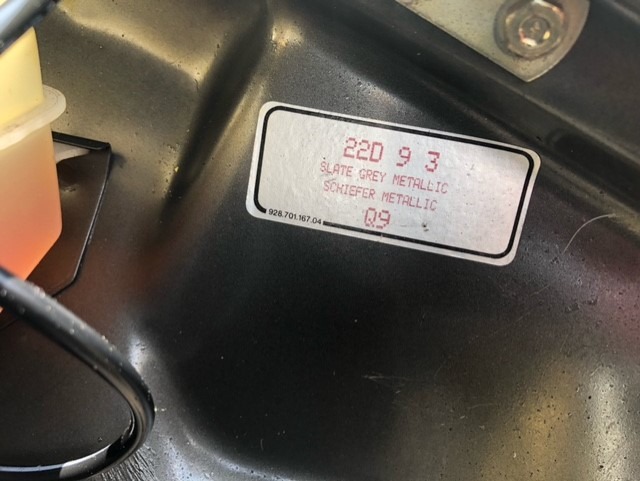 22D 9 3
SLATE GREY METALLIC
SCHIEFER METALLIC
Q9
928.701.167.04